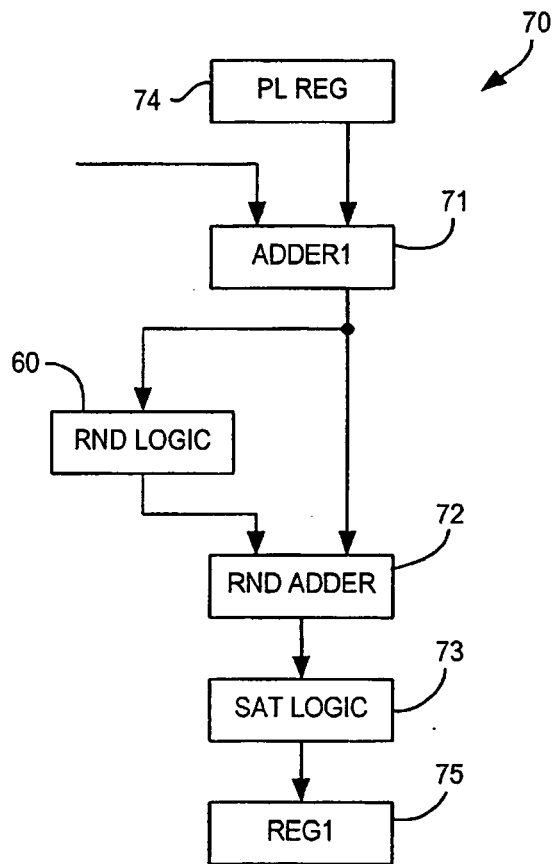 70
PL REG
74
71
ADDER1
60
RND LOGIC
72
RND ADDER
73
SAT LOGIC
75
REG1